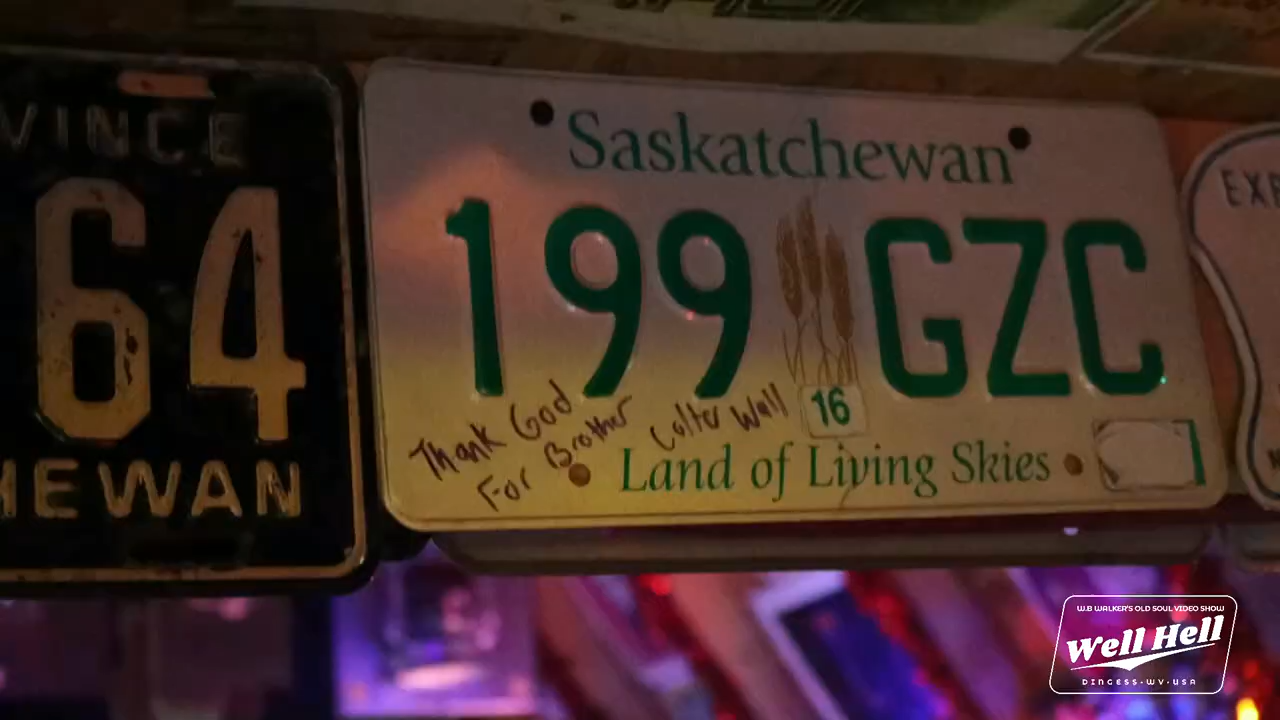 VINCE
64
HEWAN
Saskatchewan
199 GZC
16
Thank God
For Brother Colter Wall
Land of Living Skies
EXP
W.B WALKER'S OLD SOUL VIDEO SHOW
Well Hell
DINGESS-WV-USA